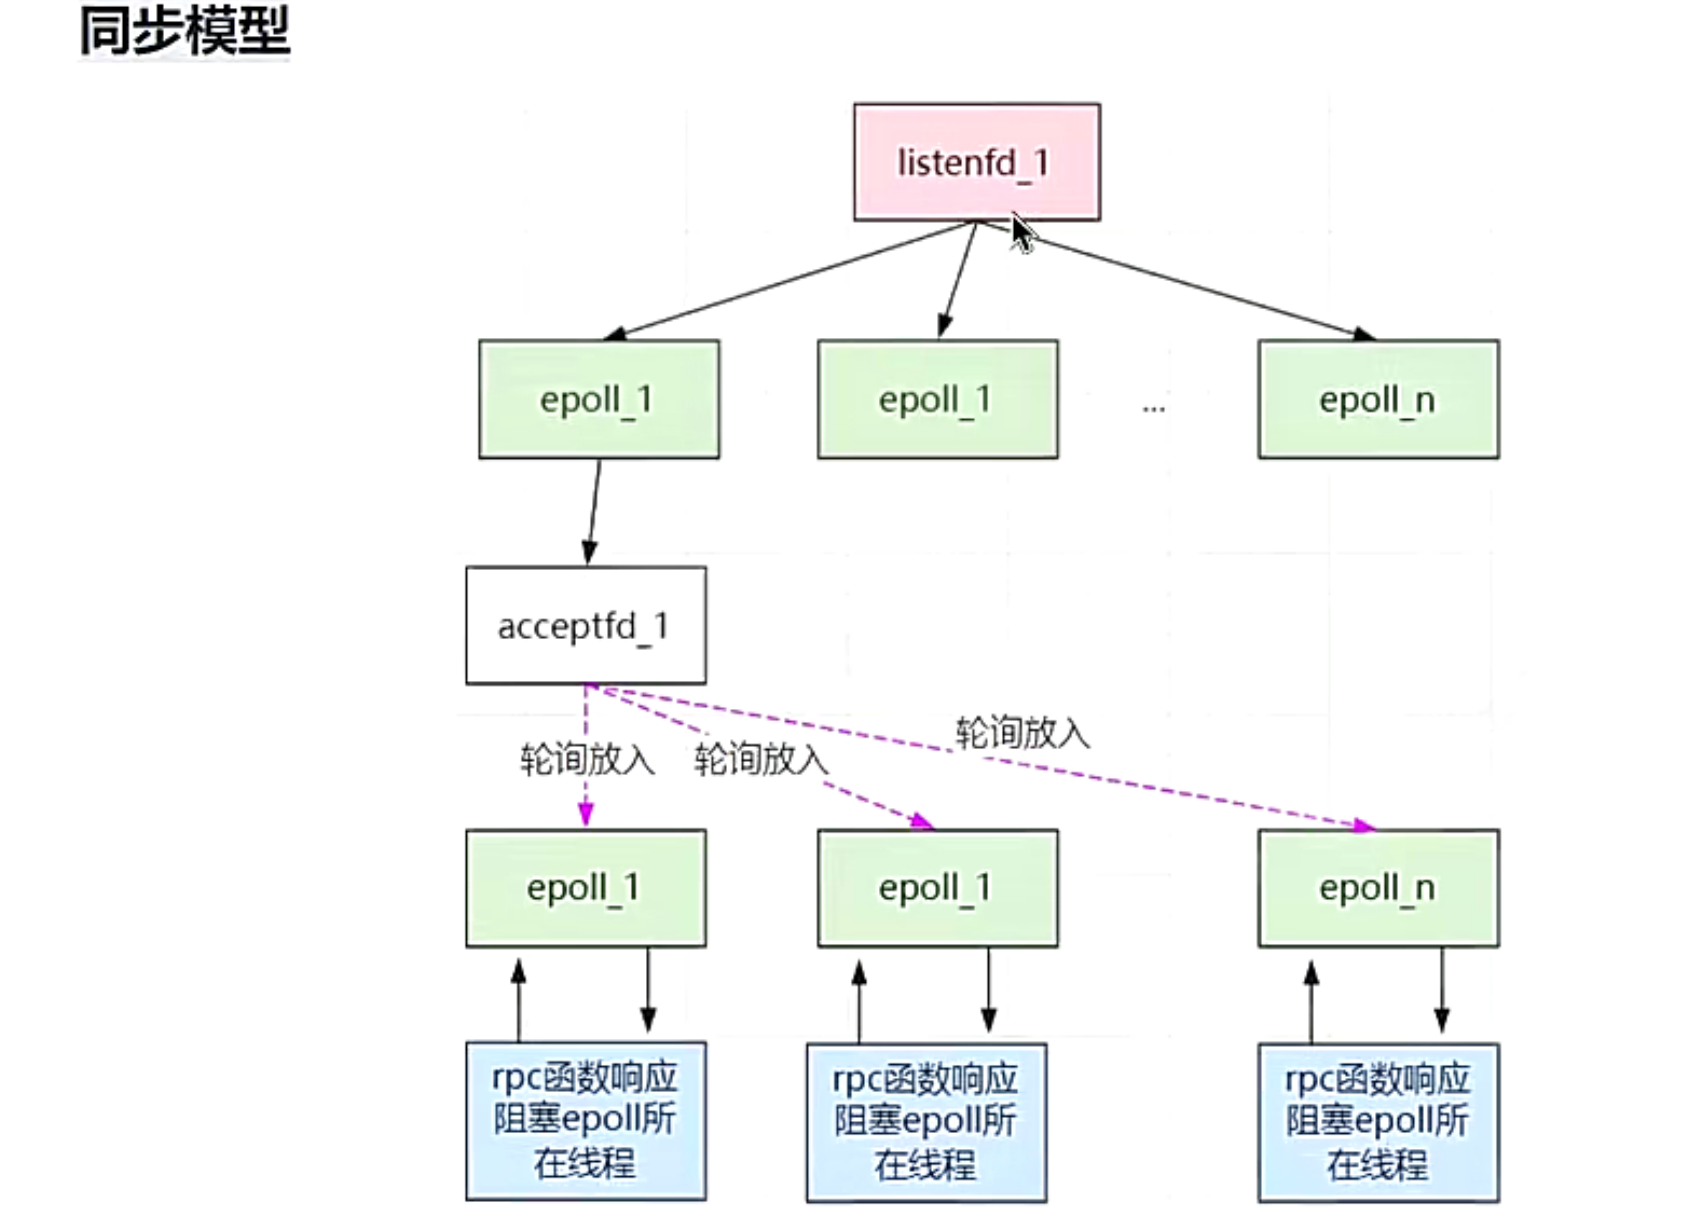 同步模型
listenfd_1
epoll_1
epoll_1
...
epoll_n
acceptfd_1
轮询放入
轮询放入
轮询放入
epoll_1
epoll_1
epoll_n
rpc函数响应
阻塞epoll所
在线程
rpc函数响应
阻塞epoll所
在线程
rpc函数响应
阻塞epoll所
在线程